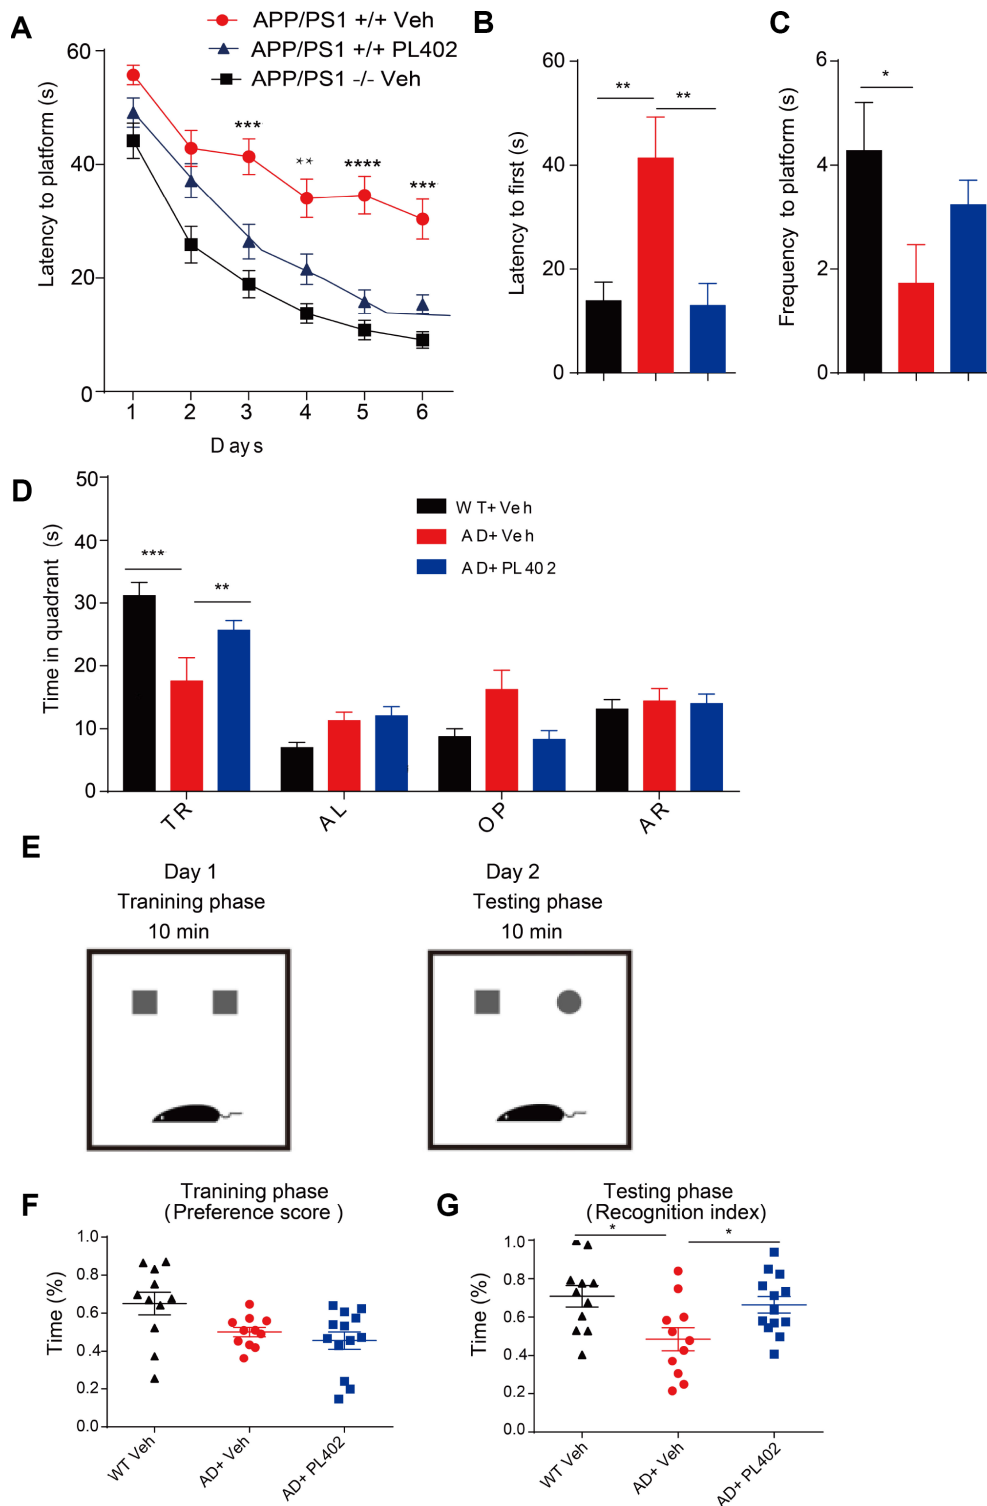 A
APP/PS1 +/+ Veh
APP/PS1 +/+ PL402
APP/PS1 -/- Veh
Latency to platform (s)
60
40
20
0
***
**
****
***
1 2 3 4 5 6
Days
B
Latency to first (s)
60
40
20
0
**
**
C
Frequency to platform (s)
6
4
2
0
*
D
Time in quadrant (s)
50
40
30
20
10
0
***
**
WT+Veh
AD+Veh
AD+PL402
TR
AL
OP
AR
E
Day 1
Tranining phase
10 min
Day 2
Testing phase
10 min
F
Tranining phase
(Preference score )
Time (%)
1.0
0.8
0.6
0.4
0.2
0.0
WT Veh
AD+ Veh
AD+ PL402
G
Testing phase
(Recognition index)
Time (%)
1.0
0.8
0.6
0.4
0.2
0.0
*
*
WT Veh
AD+ Veh
AD+ PL402